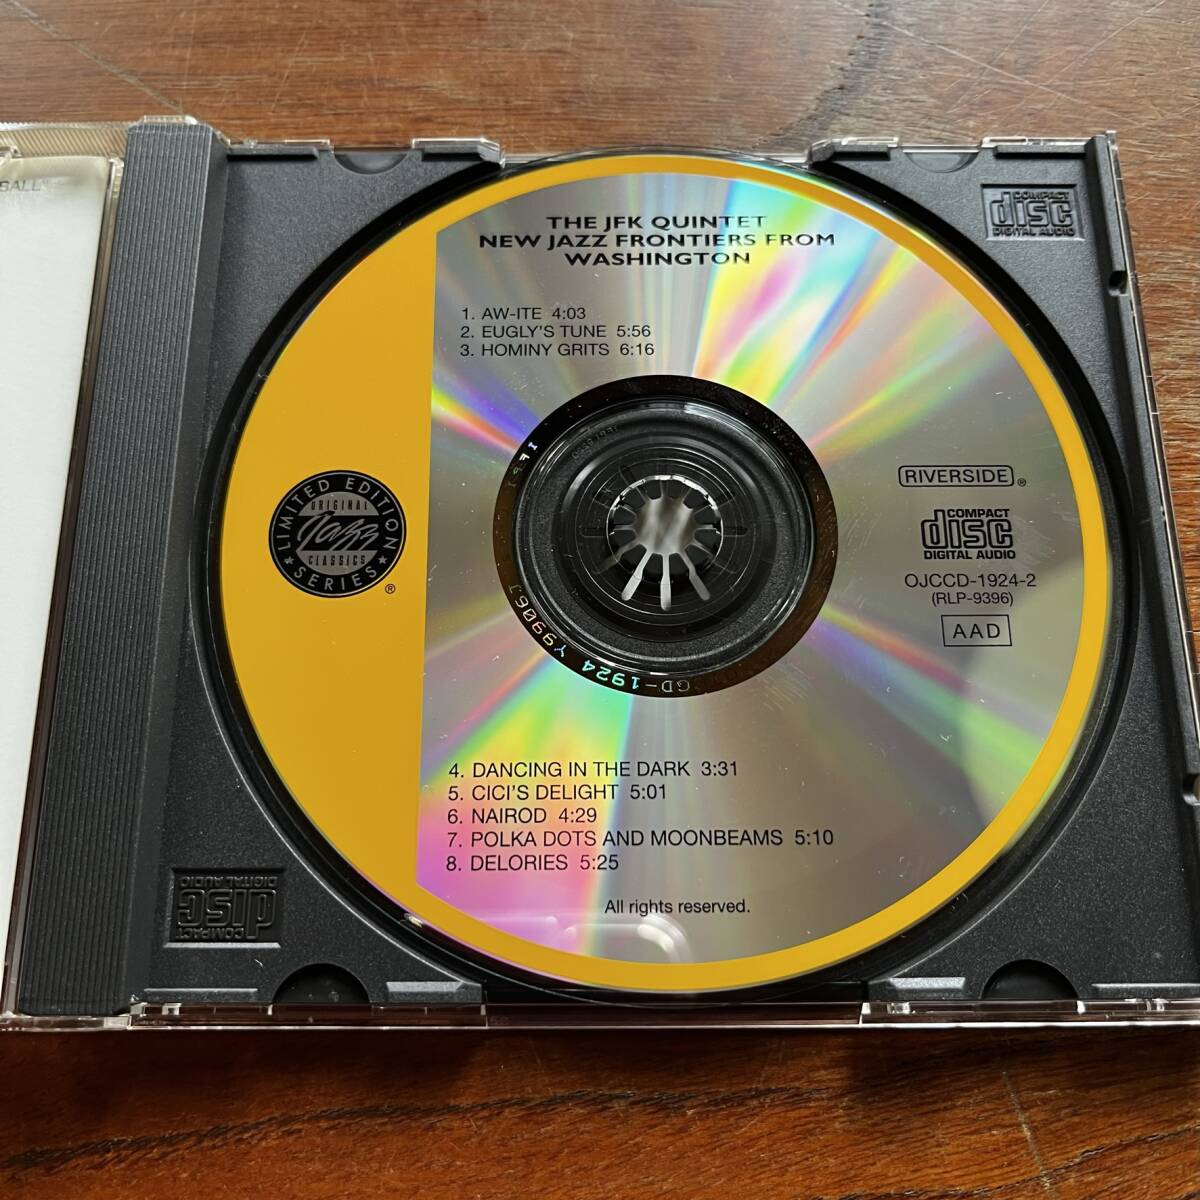 BALL
COMPACT
disc
DIGITAL AUDIO
THE JFK QUINTET
NEW JAZZ FRONTIERS FROM
WASHINGTON
1. AW-ITE 4:03
2. EUGLY'S TUNE 5:56
3. HOMINY GRITS 6:16
LIMITED EDITION
ORIGINAL
Jazz
CLASSICS
SERIES
®
IFPI
CD-1924 Y9906J
RIVERSIDE®
COMPACT
disc
DIGITAL AUDIO
OJCCD-1924-2
(RLP-9396)
AAD
4. DANCING IN THE DARK 3:31
5. CICI'S DELIGHT 5:01
6. NAIROD 4:29
7. POLKA DOTS AND MOONBEAMS 5:10
8. DELORIES 5:25
All rights reserved.
COMPACT
disc
DIGITAL AUDIO